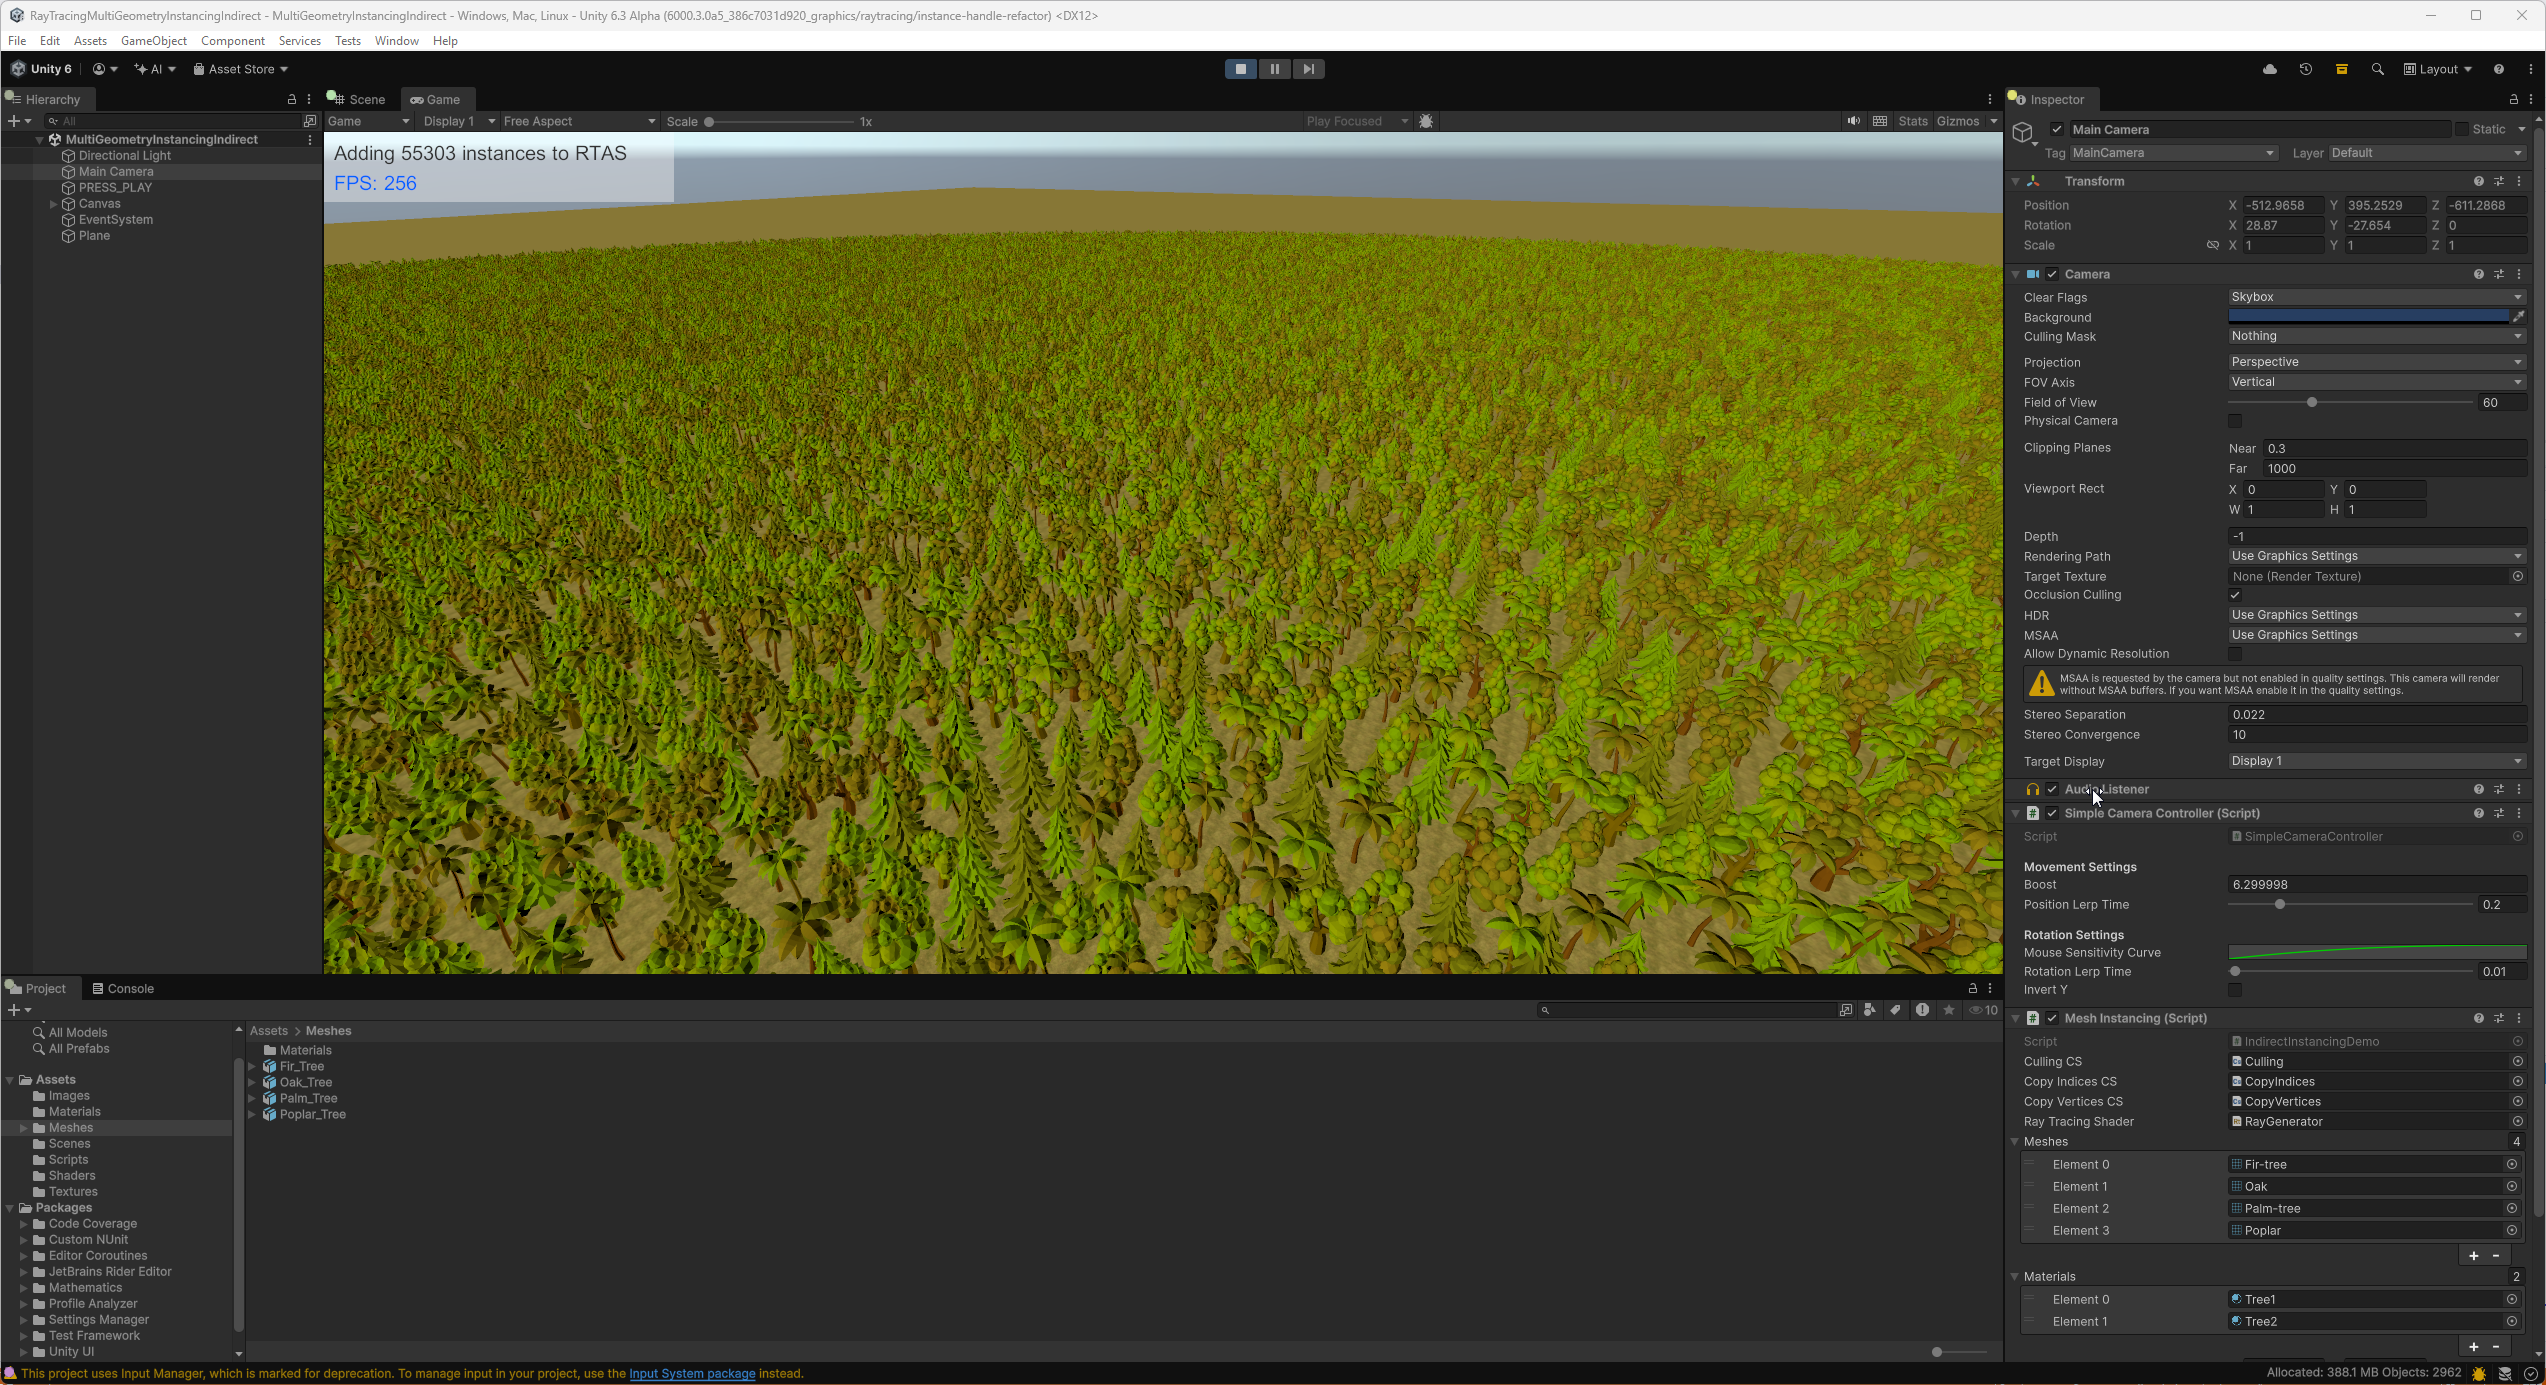 RayTracingMultiGeometryInstancingIndirect - MultiGeometryInstancingIndirect - Windows, Mac, Linux - Unity 6.3 Alpha (6000.3.0a5_386c7031d920_graphics/raytracing/instance-handle-refactor) <DX12>
File Edit Assets GameObject Component Services Tests Window Help
Unity 6 AI Asset Store Layout
Hierarchy
All
MultiGeometryInstancingIndirect
Directional Light
Main Camera
PRESS_PLAY
Canvas
EventSystem
Plane
Scene Game
Game Display 1 Free Aspect Scale 1x Play Focused Stats Gizmos
Adding 55303 instances to RTAS
FPS: 256
Project Console
10
All Models
All Prefabs
Assets
Images
Materials
Meshes
Scenes
Scripts
Shaders
Textures
Packages
Code Coverage
Custom NUnit
Editor Coroutines
JetBrains Rider Editor
Mathematics
Profile Analyzer
Settings Manager
Test Framework
Unity UI
Assets > Meshes
Materials
Fir_Tree
Oak_Tree
Palm_Tree
Poplar_Tree
Inspector
Main Camera Static
Tag MainCamera Layer Default
Transform
Position X -512.9658 Y 395.2529 Z -611.2868
Rotation X 28.87 Y -27.654 Z 0
Scale X 1 Y 1 Z 1
Camera
Clear Flags Skybox
Background
Culling Mask Nothing
Projection Perspective
FOV Axis Vertical
Field of View 60
Physical Camera
Clipping Planes Near 0.3
Far 1000
Viewport Rect X 0 Y 0
W 1 H 1
Depth -1
Rendering Path Use Graphics Settings
Target Texture None (Render Texture)
Occlusion Culling
HDR Use Graphics Settings
MSAA Use Graphics Settings
Allow Dynamic Resolution
MSAA is requested by the camera but not enabled in quality settings. This camera will render
without MSAA buffers. If you want MSAA enable it in the quality settings.
Stereo Separation 0.022
Stereo Convergence 10
Target Display Display 1
Audio Listener
Simple Camera Controller (Script)
Script SimpleCameraController
Movement Settings
Boost 6.299998
Position Lerp Time 0.2
Rotation Settings
Mouse Sensitivity Curve
Rotation Lerp Time 0.01
Invert Y
Mesh Instancing (Script)
Script IndirectInstancingDemo
Culling CS Culling
Copy Indices CS CopyIndices
Copy Vertices CS CopyVertices
Ray Tracing Shader RayGenerator
Meshes 4
Element 0 Fir-tree
Element 1 Oak
Element 2 Palm-tree
Element 3 Poplar
+ -
Materials 2
Element 0 Tree1
Element 1 Tree2
+ -
This project uses Input Manager, which is marked for deprecation. To manage input in your project, use the Input System package instead.
Allocated: 388.1 MB Objects: 2962